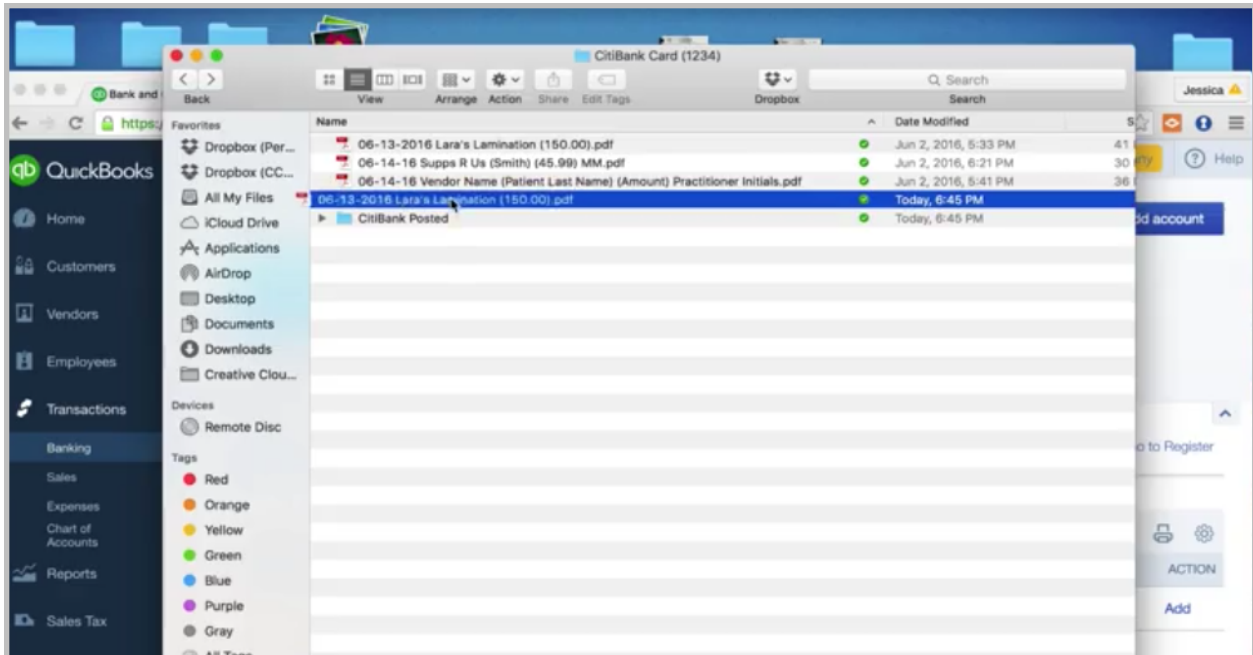 CitiBank Card (1234)
Back
View
Arrange
Action
Share
Edit Tags
Dropbox
Search
Search
Bank and
Jessica
https:/
Help
QuickBooks
Home
Customers
Vendors
Employees
Transactions
Banking
Sales
Expenses
Chart of
Accounts
Reports
Sales Tax
Favorites
Dropbox (Per...
Dropbox (CC...
All My Files
iCloud Drive
Applications
AirDrop
Desktop
Documents
Downloads
Creative Clou...
Devices
Remote Disc
Tags
Red
Orange
Yellow
Green
Blue
Purple
Gray
All Tags
Name
Date Modified
06-13-2016 Lara's Lamination (150.00).pdf
Jun 2, 2016, 5:33 PM
41
06-14-16 Supps R Us (Smith) (45.99) MM.pdf
Jun 2, 2016, 6:21 PM
30
06-14-16 Vendor Name (Patient Last Name) (Amount) Practitioner Initials.pdf
Jun 2, 2016, 5:41 PM
36
06-13-2016 Lara's Lamination (150.00).pdf
Today, 6:45 PM
CitiBank Posted
Today, 6:45 PM
dd account
o to Register
ACTION
Add